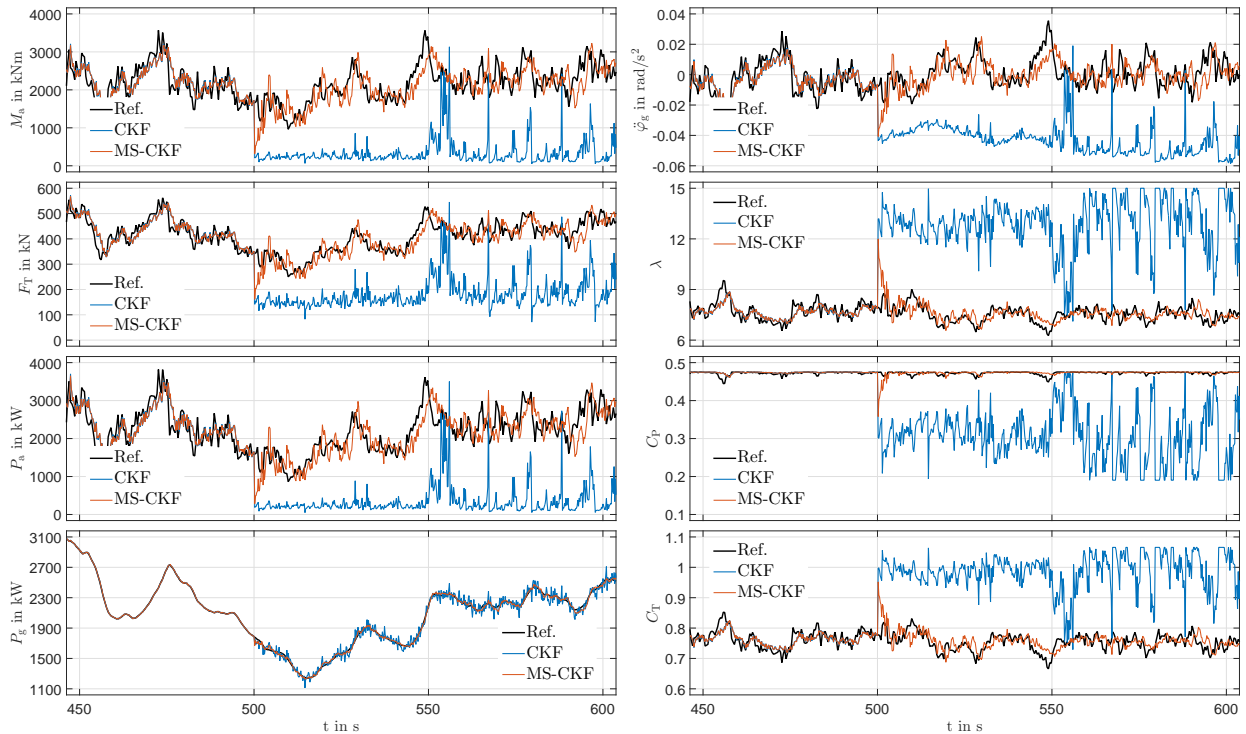 4000
3000
2000
1000
0
M_a in kNm
Ref.
CKF
MS-CKF
600
500
400
300
200
100
0
F_T in kN
Ref.
CKF
MS-CKF
4000
3000
2000
1000
0
P_a in kW
Ref.
CKF
MS-CKF
3100
2700
2300
1900
1500
1100
P_g in kW
Ref.
CKF
MS-CKF
450 500 550 600
t in s
0.04
0.02
0
-0.02
-0.04
-0.06
φ̈_g in rad/s²
Ref.
CKF
MS-CKF
15
12
9
6
λ
Ref.
CKF
MS-CKF
0.5
0.4
0.3
0.2
0.1
C_P
Ref.
CKF
MS-CKF
1.1
1
0.9
0.8
0.7
0.6
C_T
Ref.
CKF
MS-CKF
450 500 550 600
t in s